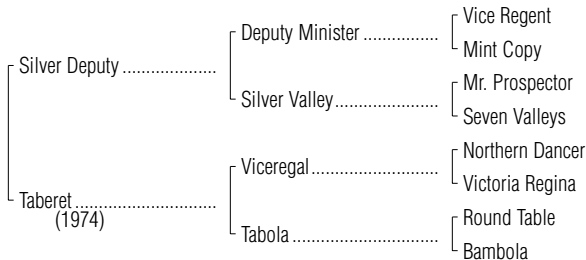 Vice Regent
Deputy Minister ................
Mint Copy
Silver Deputy ....................
Mr. Prospector
Silver Valley......................
Seven Valleys
Northern Dancer
Viceregal...........................
Victoria Regina
Taberet..............................
(1974)
Round Table
Tabola ...............................
Bambola